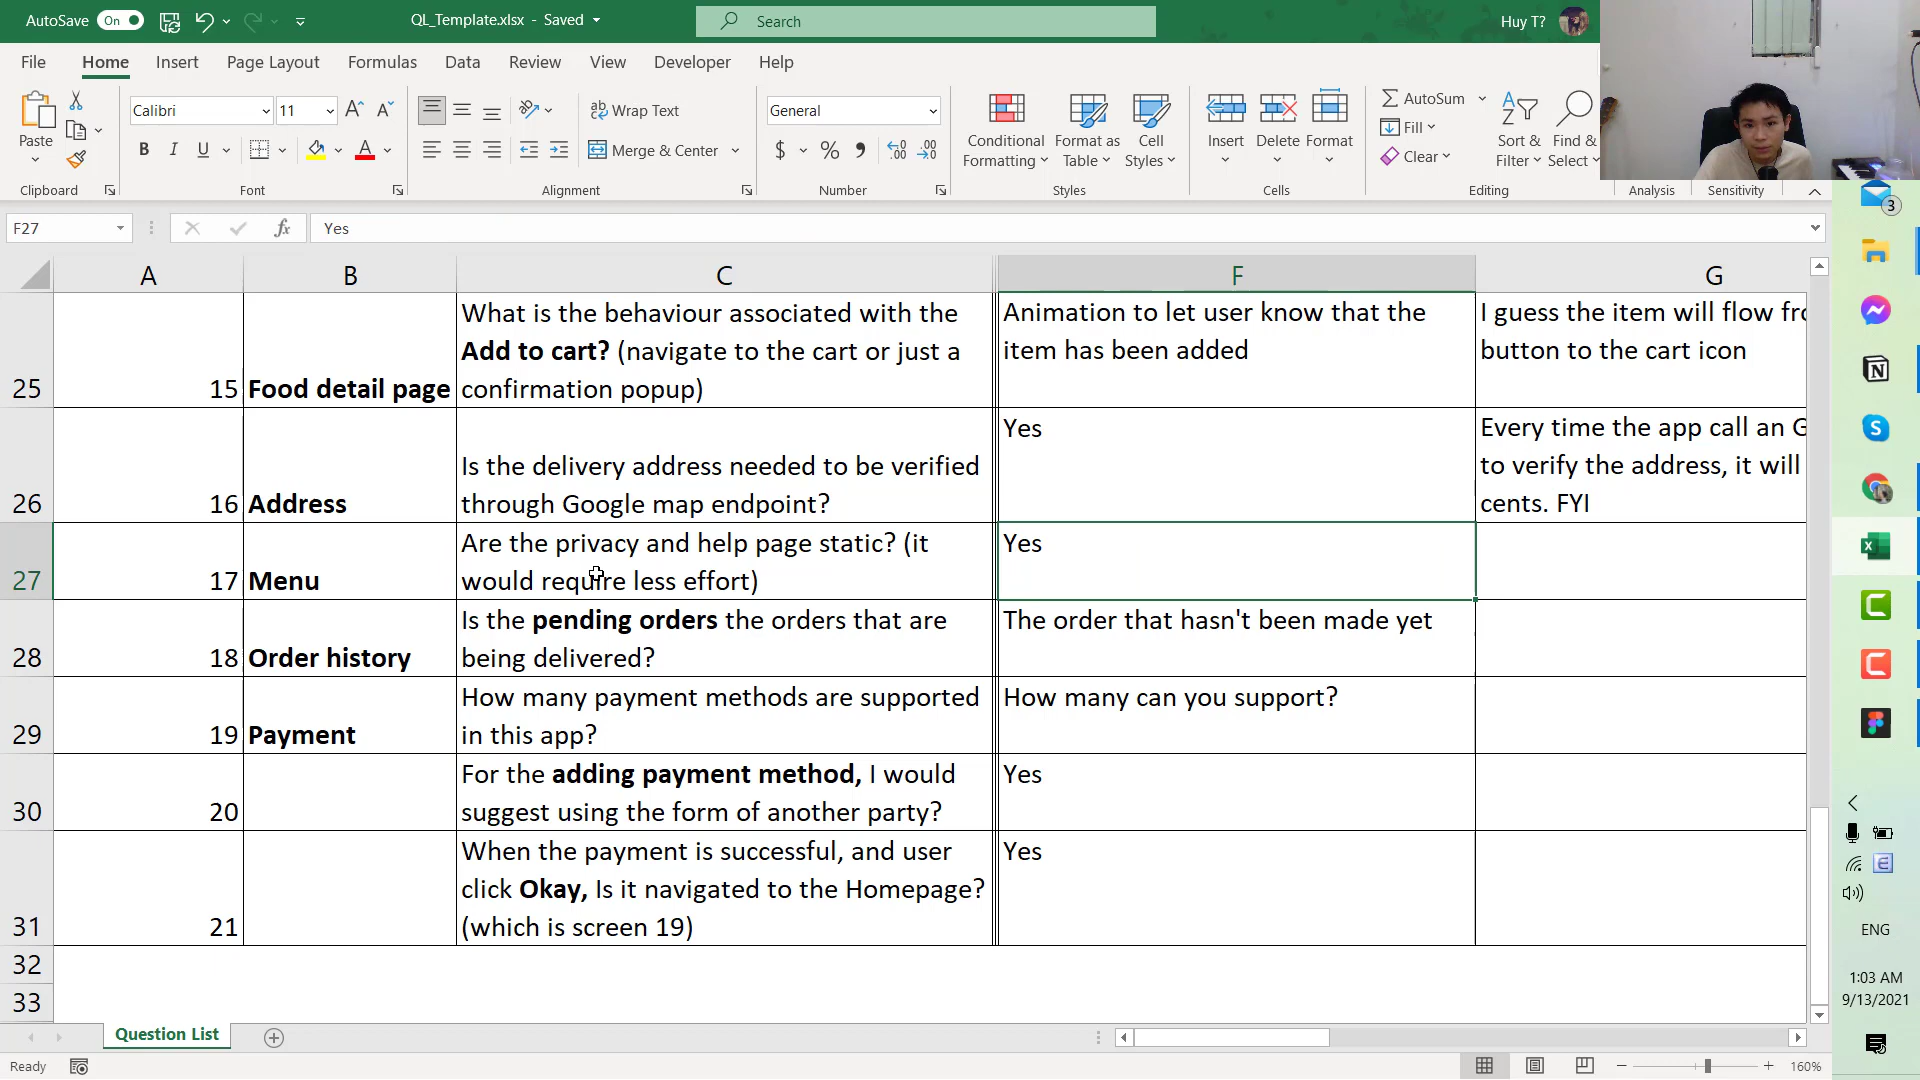 AutoSave On QL_Template.xlsx - Saved Search Huy T?
File Home Insert Page Layout Formulas Data Review View Developer Help
Calibri 11 Wrap Text General AutoSum
Paste B I U Merge & Center $ % Conditional Formatting Format as Table Cell Styles Insert Delete Format Fill Clear Sort & Filter Find & Select
Clipboard Font Alignment Number Styles Cells Editing Analysis Sensitivity
3
F27 fx Yes
A B C F G
25 15 Food detail page
What is the behaviour associated with the
Add to cart? (navigate to the cart or just a
confirmation popup)
Animation to let user know that the
item has been added
I guess the item will flow fro
button to the cart icon
26 16 Address
Is the delivery address needed to be verified
through Google map endpoint?
Yes
Every time the app call an G
to verify the address, it will
cents. FYI
27 17 Menu
Are the privacy and help page static? (it
would require less effort)
Yes
28 18 Order history
Is the pending orders the orders that are
being delivered?
The order that hasn't been made yet
29 19 Payment
How many payment methods are supported
in this app?
How many can you support?
30 20
For the adding payment method, I would
suggest using the form of another party?
Yes
31 21
When the payment is successful, and user
click Okay, Is it navigated to the Homepage?
(which is screen 19)
Yes
32
33
ENG
1:03 AM
9/13/2021
Question List
Ready 160%